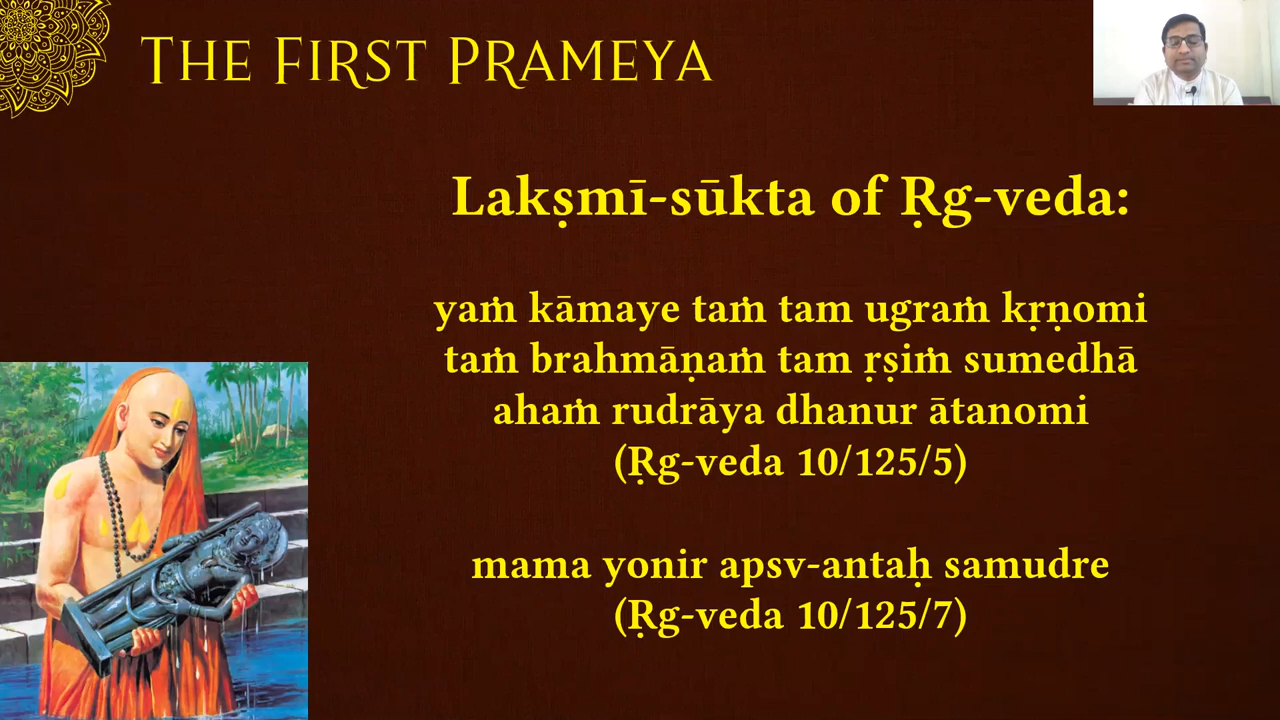 The First Prameya
Lakṣmī-sūkta of Ṛg-veda:
yaṁ kāmaye taṁ tam ugraṁ kṛṇomi
taṁ brahmāṇaṁ tam ṛṣiṁ sumedhā
ahaṁ rudrāya dhanur ātanomi
(Ṛg-veda 10/125/5)
mama yonir apsv-antaḥ samudre
(Ṛg-veda 10/125/7)